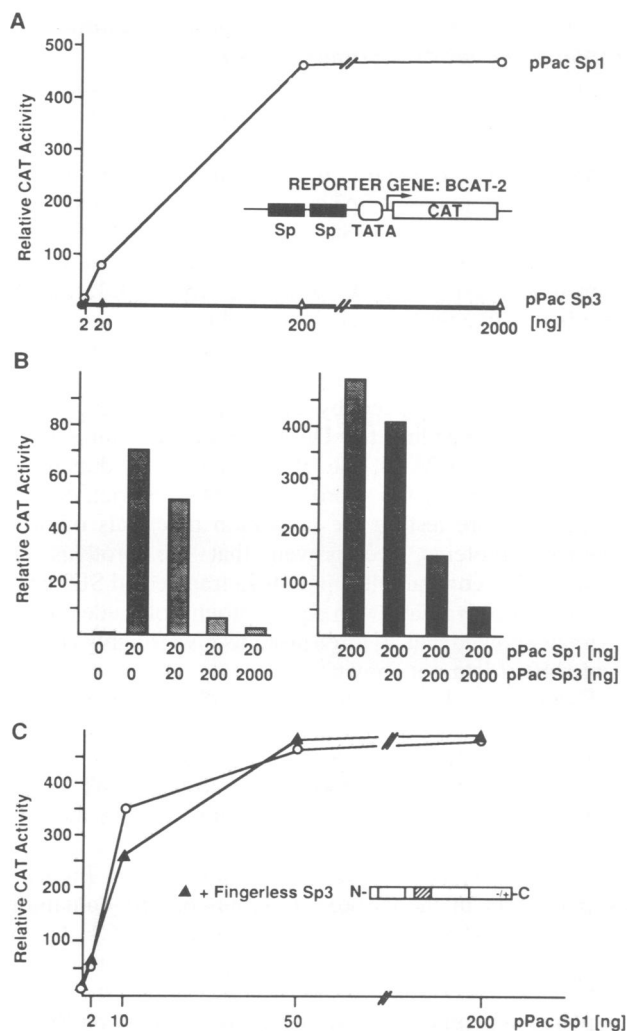 A
Relative CAT Activity
500
400
300
200
100
pPac Sp1
REPORTER GENE: BCAT-2
CAT
Sp Sp TATA
pPac Sp3
2 20 200 2000 [ng]
B
Relative CAT Activity
80
60
40
20
400
300
200
100
0 20 20 20 20 200 200 200 200 pPac Sp1 [ng]
0 0 20 200 2000 0 20 200 2000 pPac Sp3 [ng]
C
Relative CAT Activity
400
300
200
100
▲ + Fingerless Sp3 N- -/+ -C
2 10 50 200 pPac Sp1 [ng]